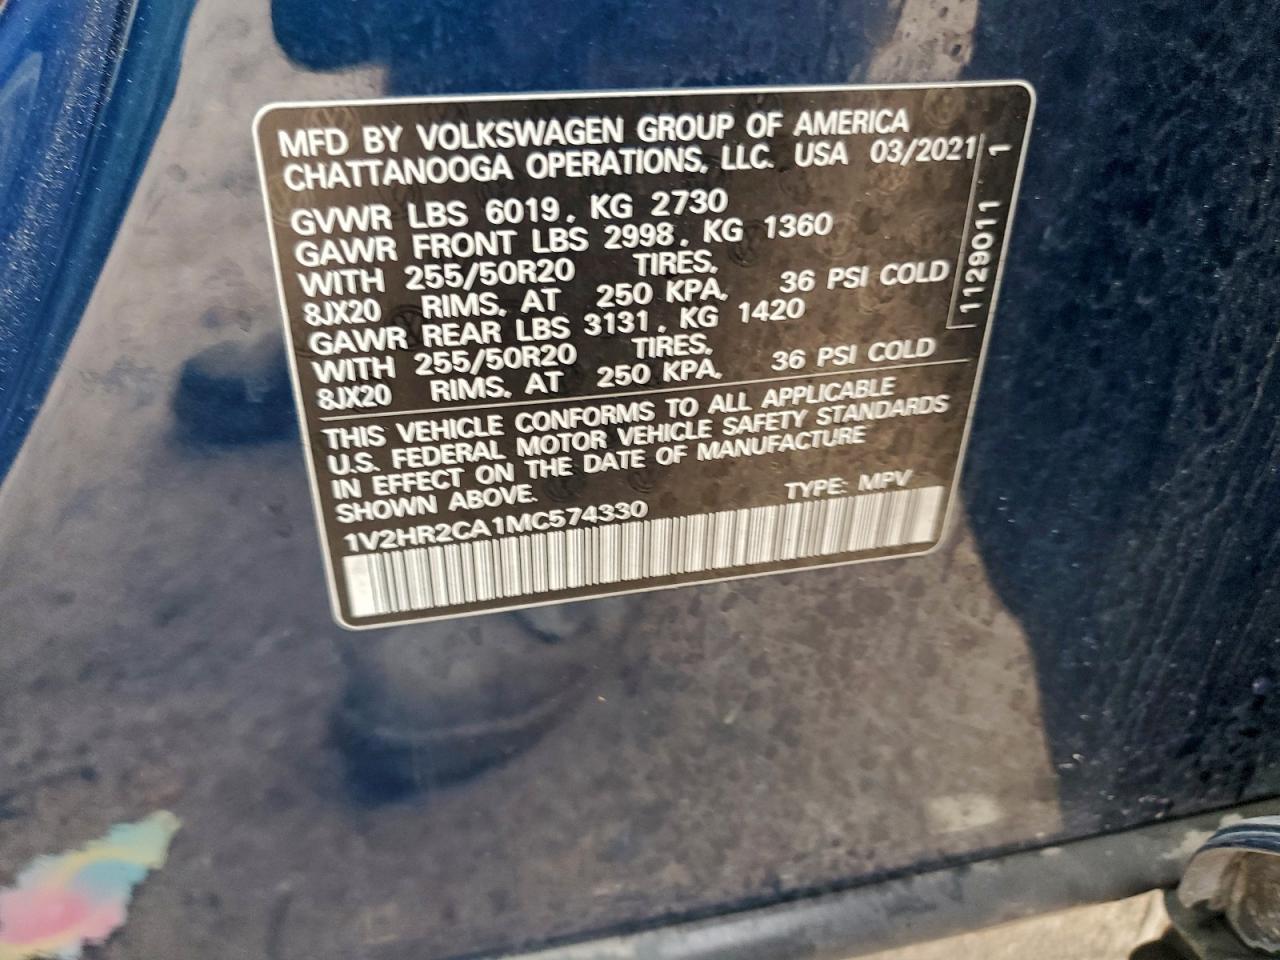 MFD BY VOLKSWAGEN GROUP OF AMERICA
CHATTANOOGA OPERATIONS, LLC. USA 03/2021
GVWR LBS 6019, KG 2730
GAWR FRONT LBS 2998, KG 1360
WITH 255/50R20 TIRES,
8JX20 RIMS, AT 250 KPA, 36 PSI COLD
GAWR REAR LBS 3131, KG 1420
WITH 255/50R20 TIRES,
8JX20 RIMS, AT 250 KPA, 36 PSI COLD
THIS VEHICLE CONFORMS TO ALL APPLICABLE
U.S. FEDERAL MOTOR VEHICLE SAFETY STANDARDS
IN EFFECT ON THE DATE OF MANUFACTURE
SHOWN ABOVE.
TYPE: MPV
1V2HR2CA1MC574330
1129011 1